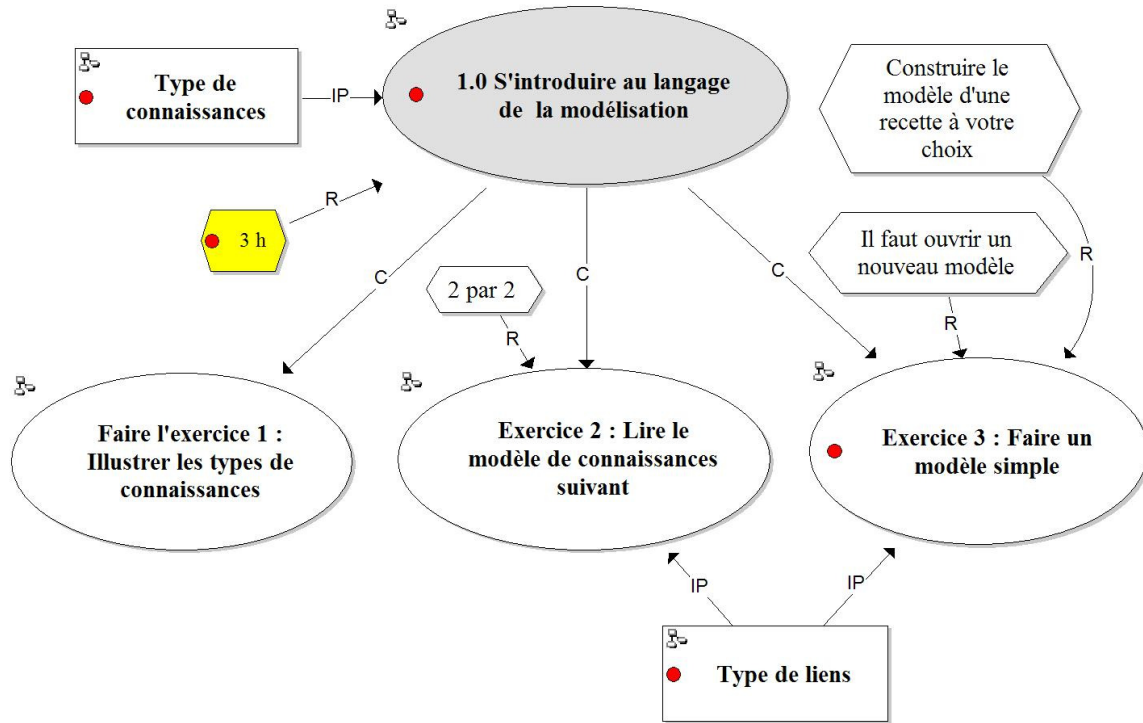 Type de
connaissances
IP
1.0 S'introduire au langage
de la modélisation
Construire le
modèle d'une
recette à votre
choix
R
3 h
Il faut ouvrir un
nouveau modèle
R
C
2 par 2
C
C
R
R
Faire l'exercice 1 :
Illustrer les types de
connaissances
Exercice 2 : Lire le
modèle de connaissances
suivant
Exercice 3 : Faire un
modèle simple
IP
IP
Type de liens